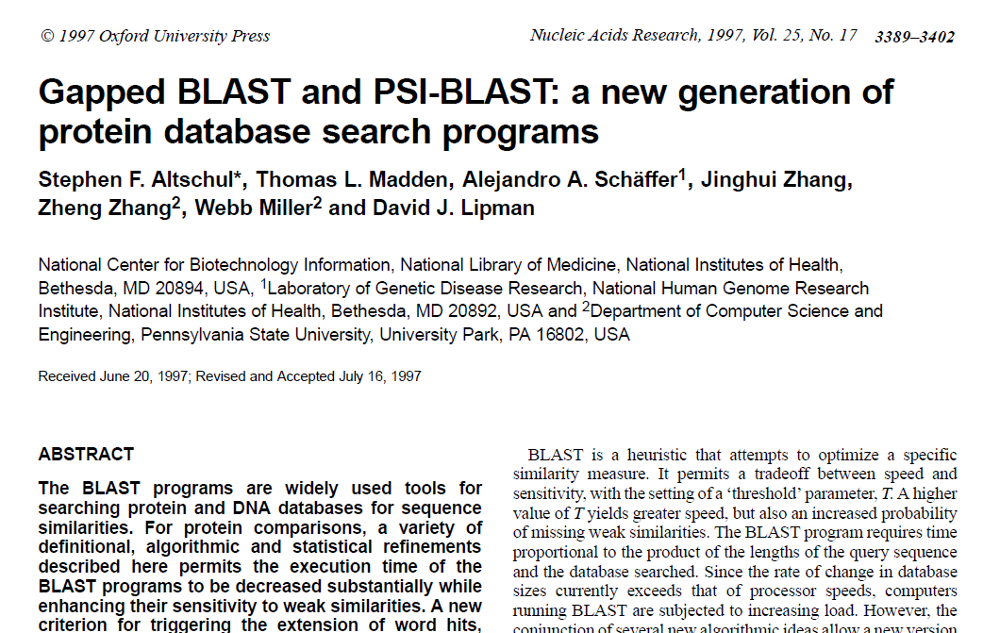 © 1997 Oxford University Press
Nucleic Acids Research, 1997, Vol. 25, No. 17 3389–3402
Gapped BLAST and PSI-BLAST: a new generation of
protein database search programs
Stephen F. Altschul*, Thomas L. Madden, Alejandro A. Schäffer1, Jinghui Zhang,
Zheng Zhang2, Webb Miller2 and David J. Lipman
National Center for Biotechnology Information, National Library of Medicine, National Institutes of Health,
Bethesda, MD 20894, USA, 1Laboratory of Genetic Disease Research, National Human Genome Research
Institute, National Institutes of Health, Bethesda, MD 20892, USA and 2Department of Computer Science and
Engineering, Pennsylvania State University, University Park, PA 16802, USA
Received June 20, 1997; Revised and Accepted July 16, 1997
ABSTRACT
The BLAST programs are widely used tools for
searching protein and DNA databases for sequence
similarities. For protein comparisons, a variety of
definitional, algorithmic and statistical refinements
described here permits the execution time of the
BLAST programs to be decreased substantially while
enhancing their sensitivity to weak similarities. A new
criterion for triggering the extension of word hits,
BLAST is a heuristic that attempts to optimize a specific
similarity measure. It permits a tradeoff between speed and
sensitivity, with the setting of a ‘threshold’ parameter, T. A higher
value of T yields greater speed, but also an increased probability
of missing weak similarities. The BLAST program requires time
proportional to the product of the lengths of the query sequence
and the database searched. Since the rate of change in database
sizes currently exceeds that of processor speeds, computers
running BLAST are subjected to increasing load. However, the
conjunction of several new algorithmic ideas allow a new version